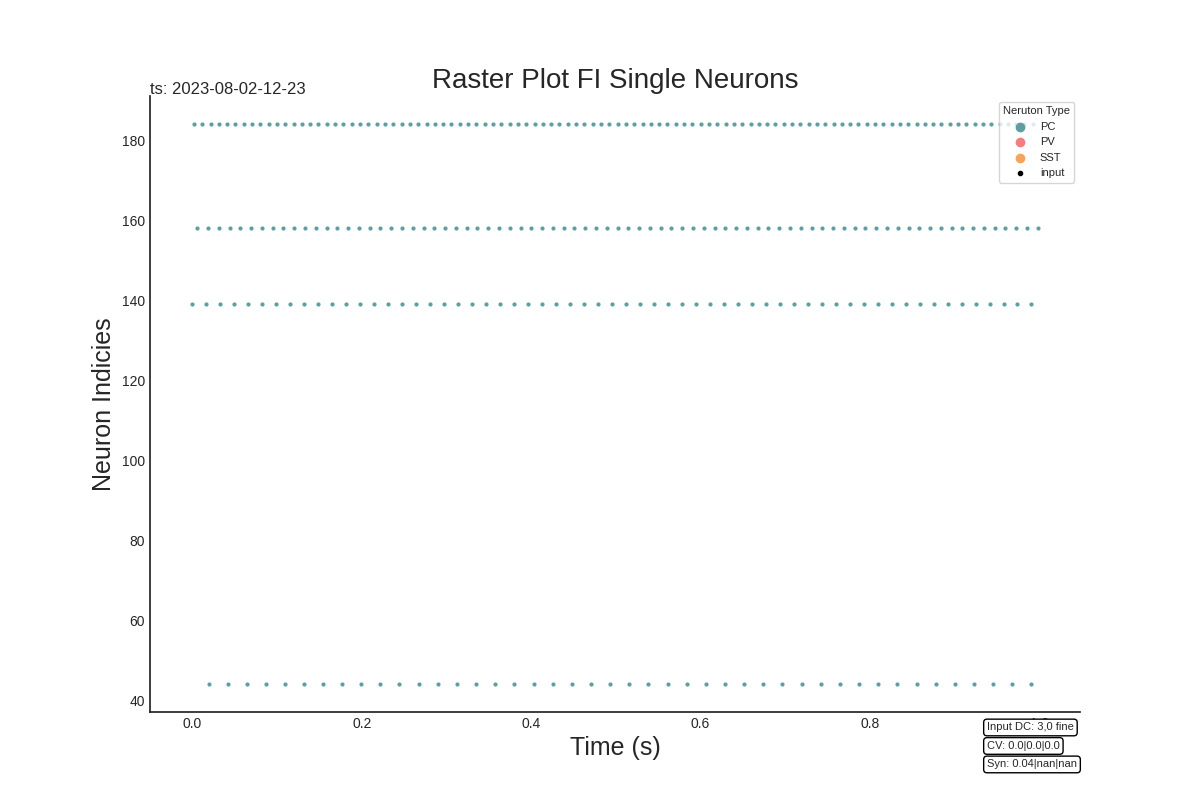 Raster Plot FI Single Neurons
ts: 2023-08-02-12-23
Neruton Type
PC
PV
SST
input
180
160
140
120
100
80
60
40
Neuron Indicies
0.0
0.2
0.4
0.6
0.8
Time (s)
Input DC: 3,0 fine
CV: 0.0|0.0|0.0
Syn: 0.04|nan|nan